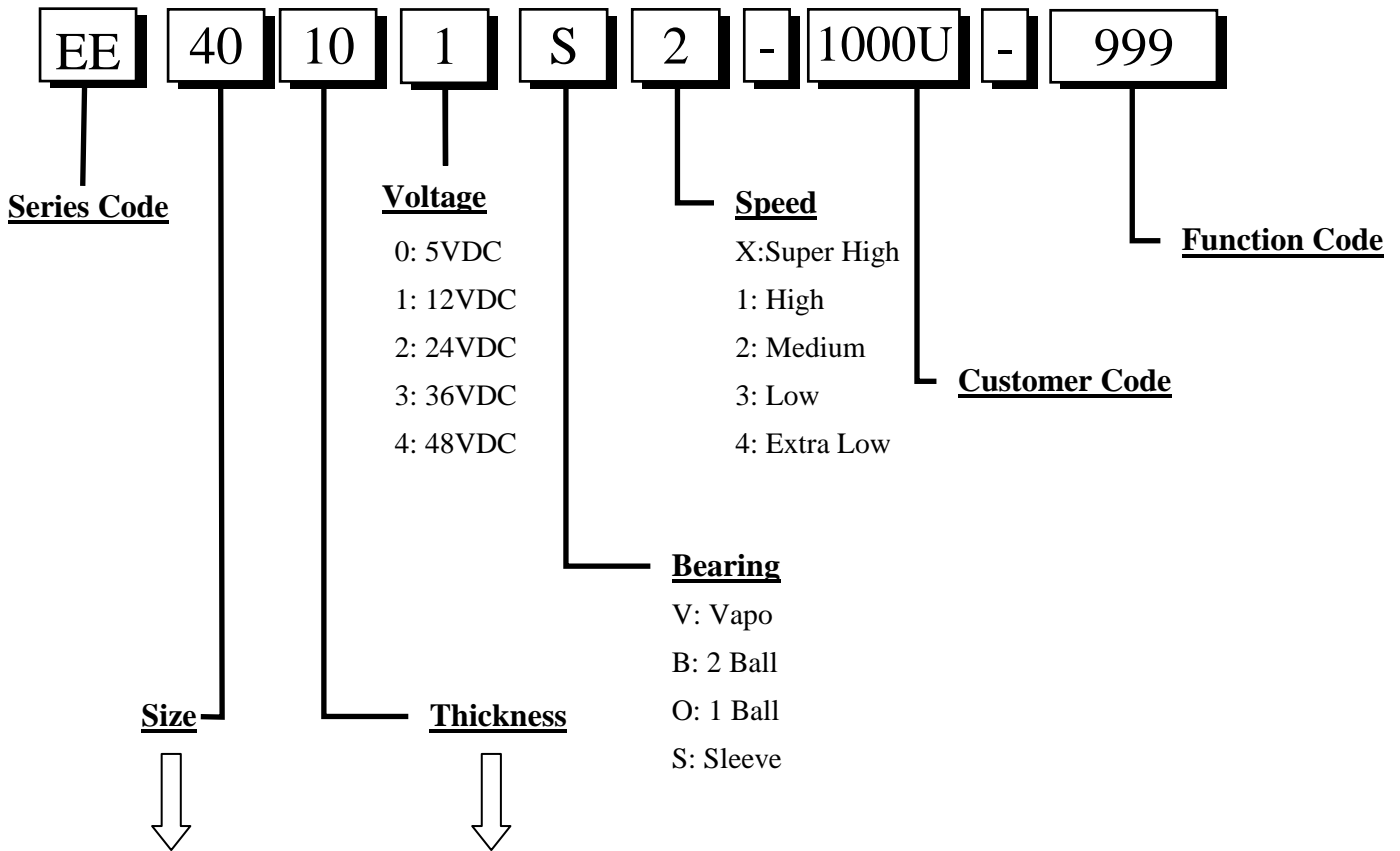 EE 40 10 1 S 2 - 1000U - 999
Series Code
Voltage
0: 5VDC
1: 12VDC
2: 24VDC
3: 36VDC
4: 48VDC
Speed
X:Super High
1: High
2: Medium
3: Low
4: Extra Low
Function Code
Customer Code
Bearing
V: Vapo
B: 2 Ball
O: 1 Ball
S: Sleeve
Size
Thickness